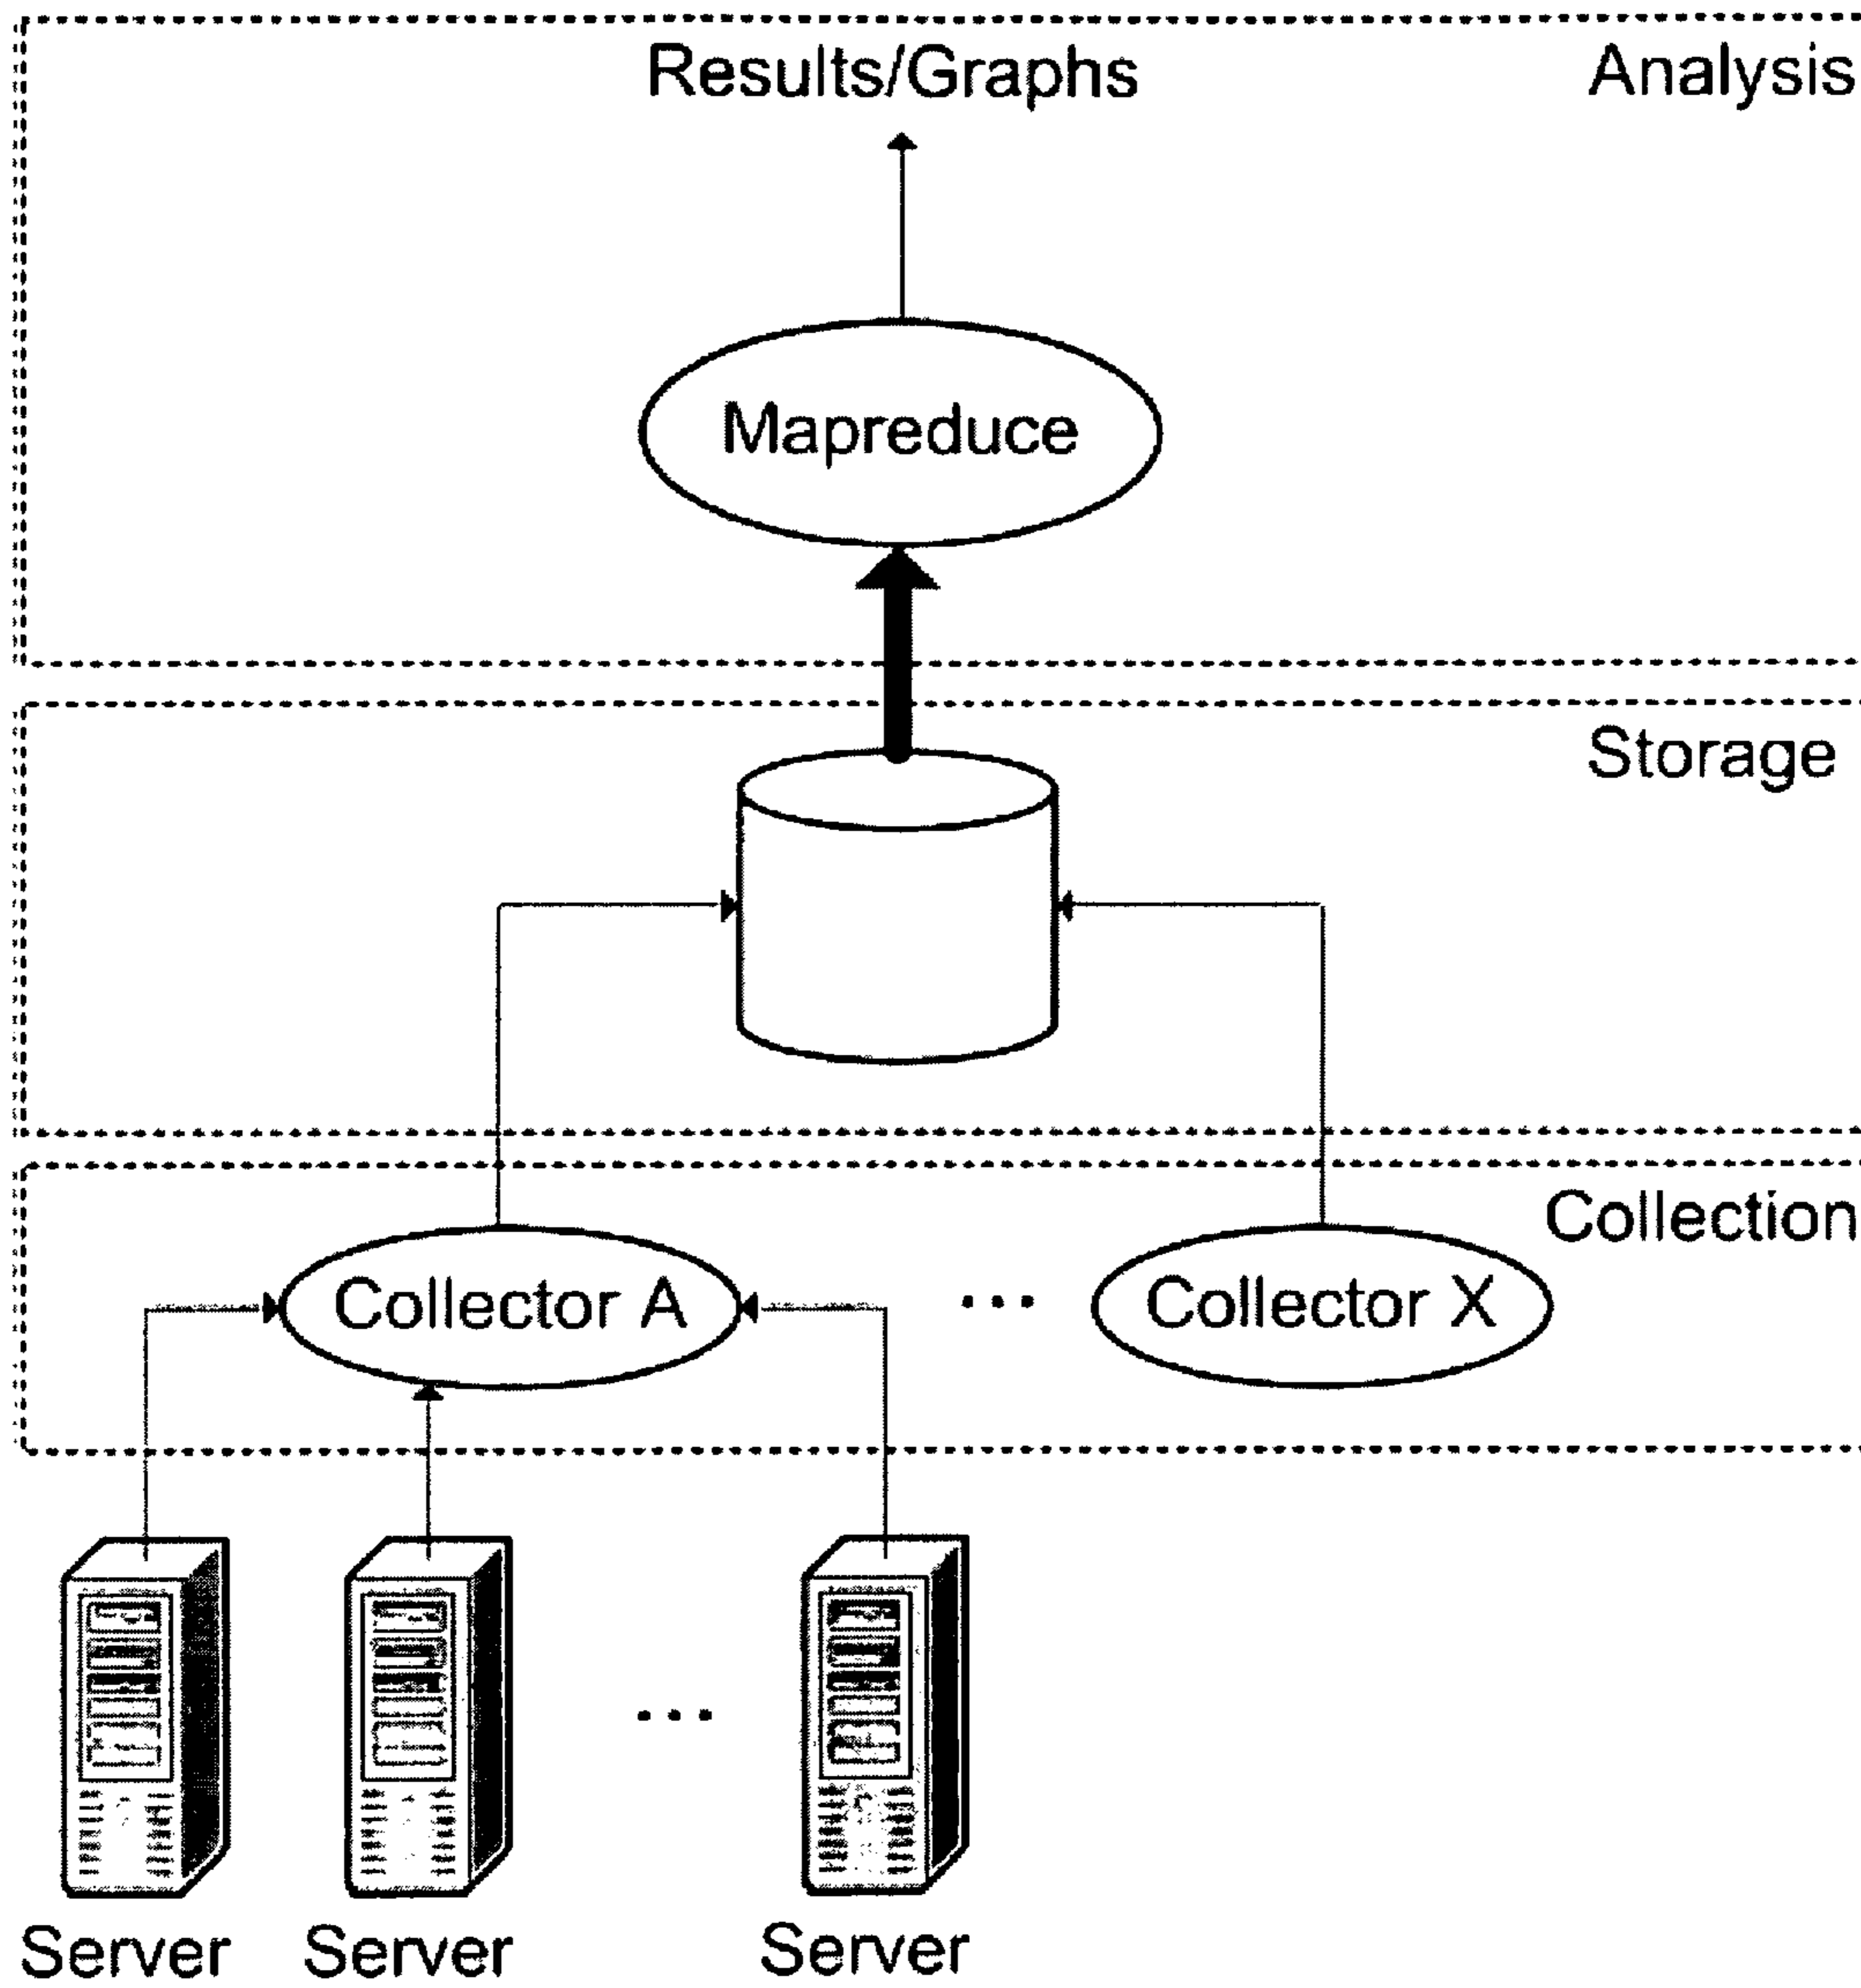 Results/Graphs
Analysis
Mapreduce
Storage
Collection
Collector A
...
Collector X
...
Server
Server
Server